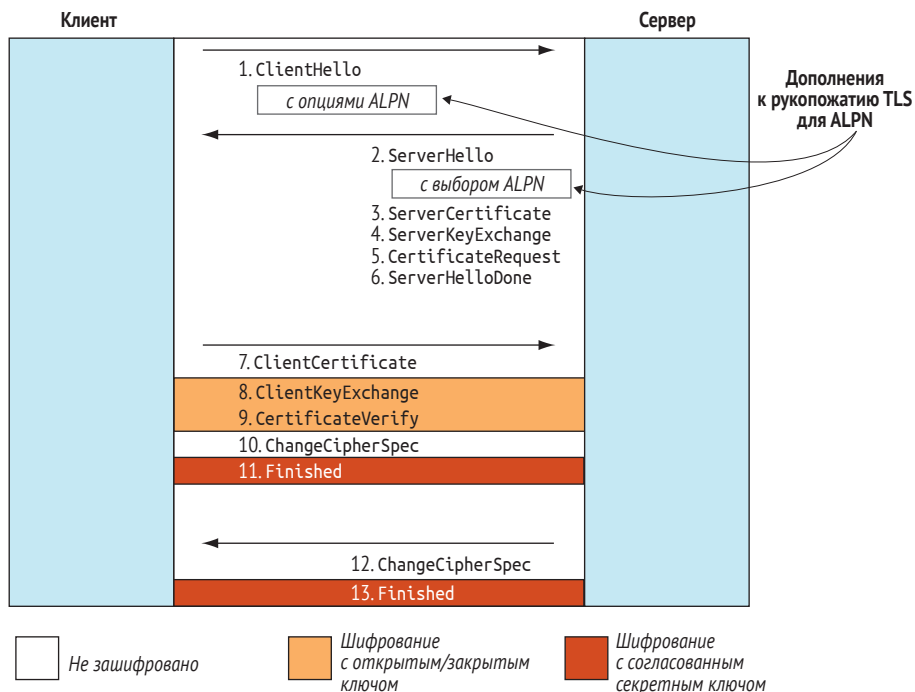 Клиент
Сервер
1. ClientHello
с опциями ALPN
Дополнения
к рукопожатию TLS
для ALPN
2. ServerHello
с выбором ALPN
3. ServerCertificate
4. ServerKeyExchange
5. CertificateRequest
6. ServerHelloDone
7. ClientCertificate
8. ClientKeyExchange
9. CertificateVerify
10. ChangeCipherSpec
11. Finished
12. ChangeCipherSpec
13. Finished
Не зашифровано
Шифрование
с открытым/закрытым
ключом
Шифрование
с согласованным
секретным ключом